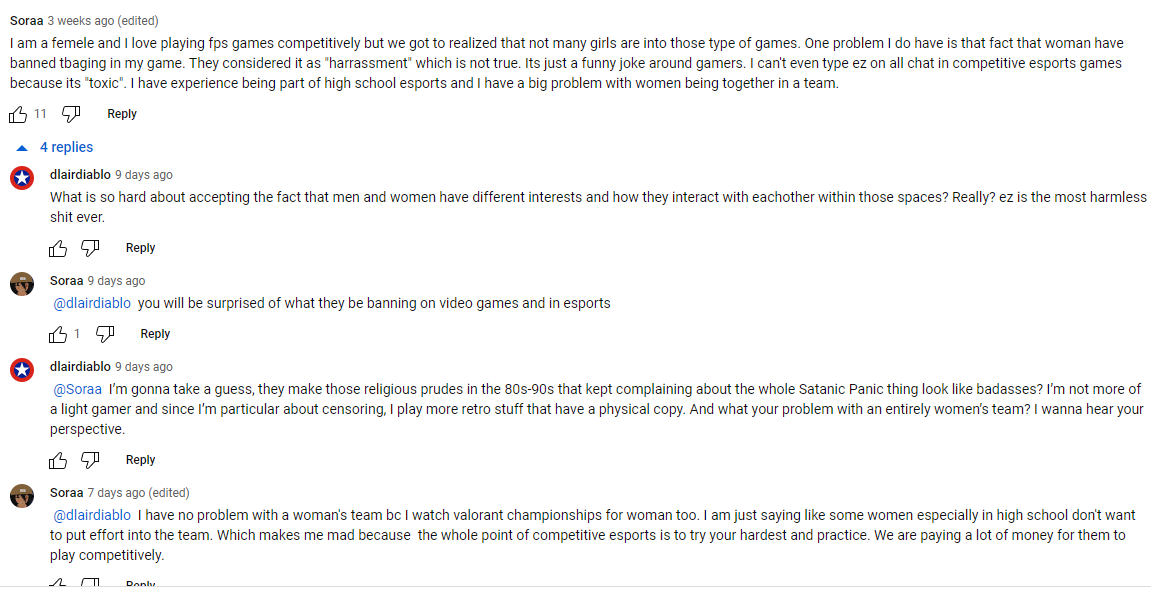 Soraa 3 weeks ago (edited)
I am a femele and I love playing fps games competitively but we got to realized that not many girls are into those type of games. One problem I do have is that fact that woman have
banned tbaging in my game. They considered it as "harrassment" which is not true. Its just a funny joke around gamers. I can't even type ez on all chat in competitive esports games
because its "toxic". I have experience being part of high school esports and I have a big problem with women being together in a team.
11 Reply
4 replies
dlairdiablo 9 days ago
What is so hard about accepting the fact that men and women have different interests and how they interact with eachother within those spaces? Really? ez is the most harmless
shit ever.
Reply
Soraa 9 days ago
@dlairdiablo you will be surprised of what they be banning on video games and in esports
1 Reply
dlairdiablo 9 days ago
@Soraa I'm gonna take a guess, they make those religious prudes in the 80s-90s that kept complaining about the whole Satanic Panic thing look like badasses? I'm not more of
a light gamer and since I'm particular about censoring, I play more retro stuff that have a physical copy. And what your problem with an entirely women's team? I wanna hear your
perspective.
Reply
Soraa 7 days ago (edited)
@dlairdiablo I have no problem with a woman's team bc I watch valorant championships for woman too. I am just saying like some women especially in high school don't want
to put effort into the team. Which makes me mad because the whole point of competitive esports is to try your hardest and practice. We are paying a lot of money for them to
play competitively.
Reply